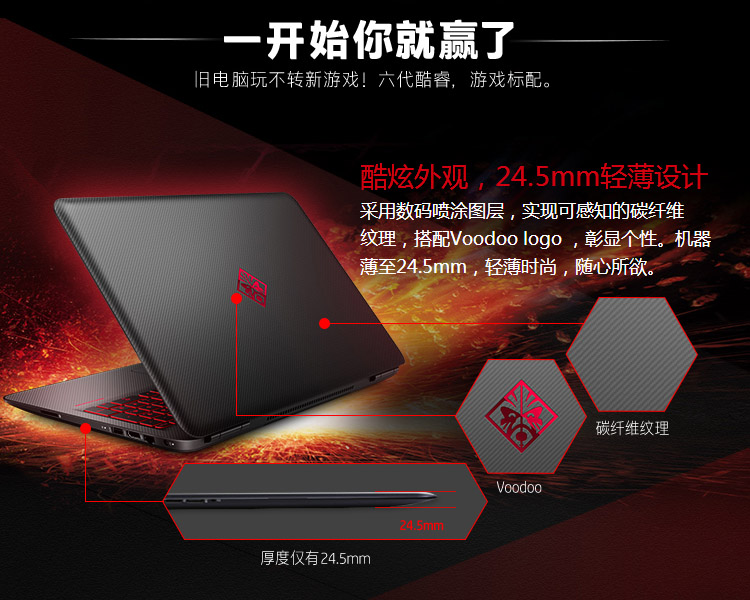 一开始你就赢了
旧电脑玩不转新游戏！六代酷睿，游戏标配。
酷炫外观，24.5mm轻薄设计
采用数码喷涂图层，实现可感知的碳纤维
纹理，搭配Voodoo logo ，彰显个性。机器
薄至24.5mm，轻薄时尚，随心所欲。
碳纤维纹理
Voodoo
24.5mm
厚度仅有24.5mm